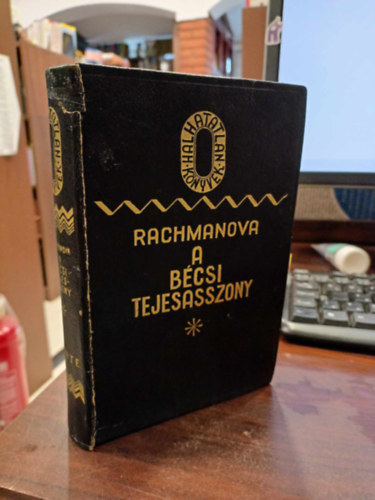 HALHATATLAN
KÖNYVEK
RACHMANOVA
A
BÉCSI
TEJESASSZONY